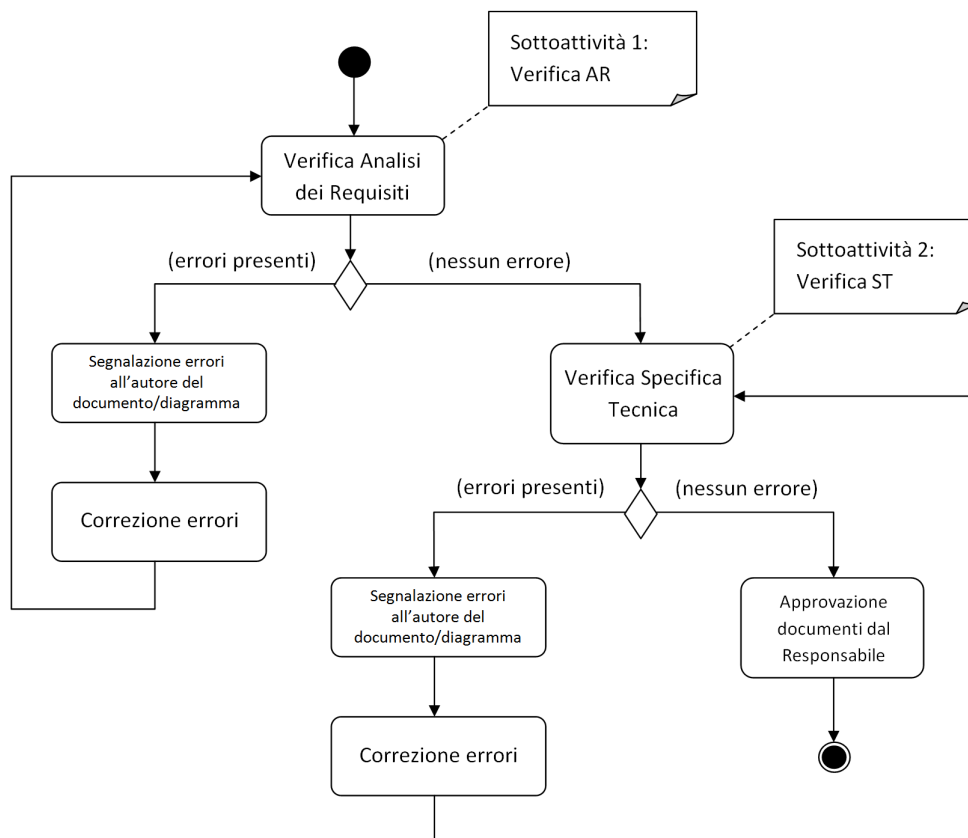 Sottoattività 1:
Verifica AR
Verifica Analisi
dei Requisiti
(errori presenti)
(nessun errore)
Sottoattività 2:
Verifica ST
Segnalazione errori
all'autore del
documento/diagramma
Verifica Specifica
Tecnica
Correzione errori
(errori presenti)
(nessun errore)
Segnalazione errori
all'autore del
documento/diagramma
Approvazione
documenti dal
Responsabile
Correzione errori